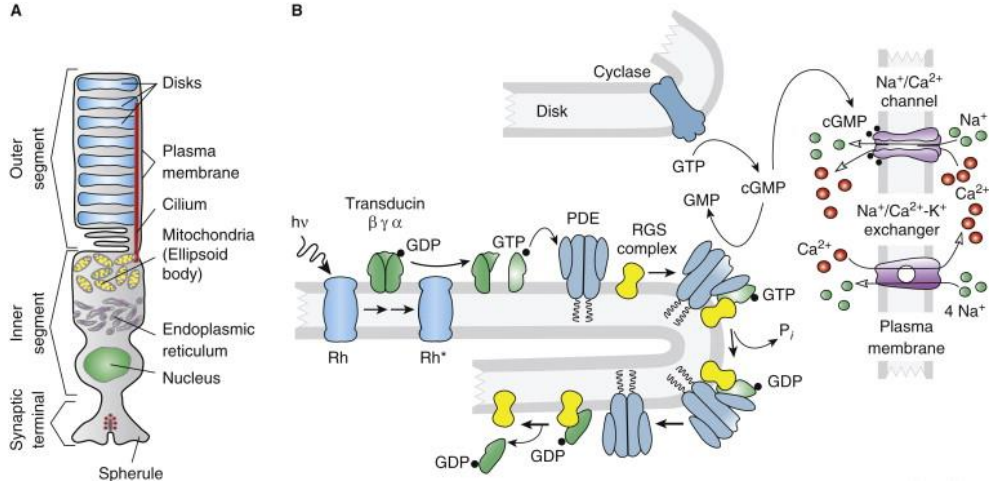 A
Outer
segment
Inner
segment
Synaptic
terminal
Disks
Plasma
membrane
Cilium
Mitochondria
(Ellipsoid
body)
Endoplasmic
reticulum
Nucleus
Spherule
B
Cyclase
Disk
GTP
cGMP
GMP
hν
Transducin
β γ α
GDP
GTP
PDE
RGS
complex
GTP
Rh
Rh*
Pi
GDP
GDP
GDP
Na⁺/Ca²⁺
channel
cGMP
Na⁺
Ca²⁺
Na⁺/Ca²⁺-K⁺
exchanger
Ca²⁺
4 Na⁺
Plasma
membrane